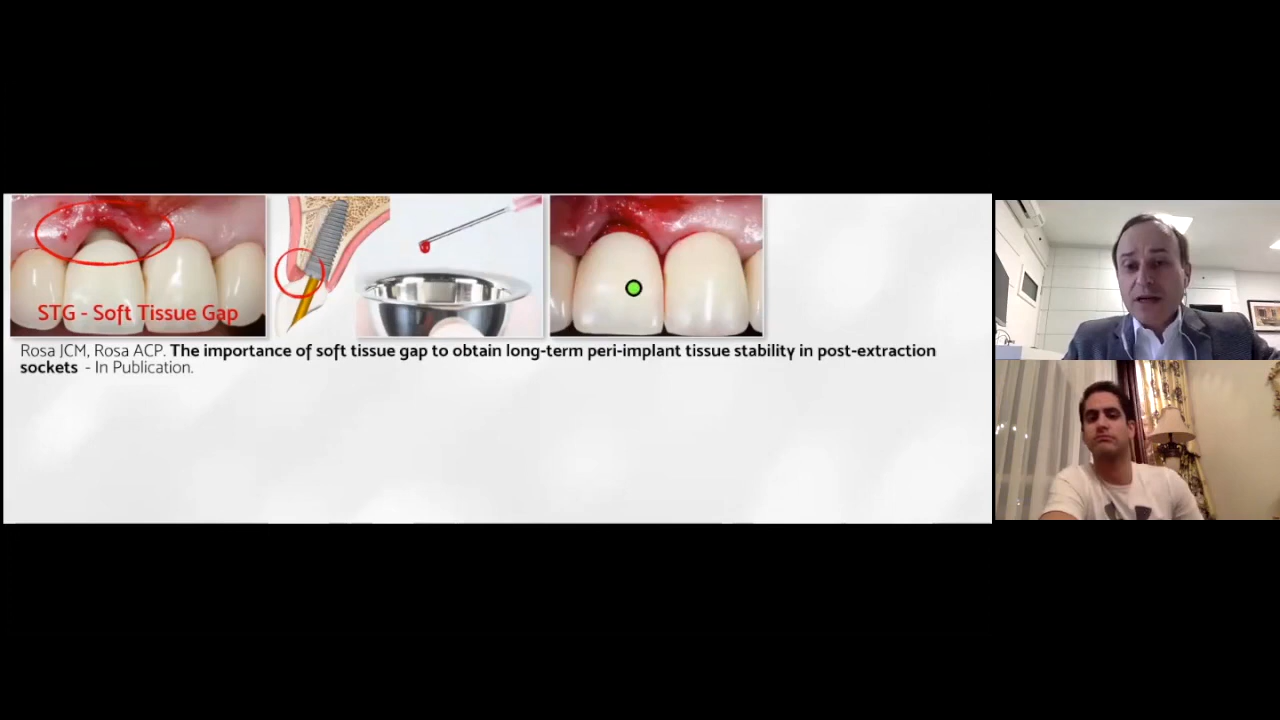 STG - Soft Tissue Gap
Rosa JCM, Rosa ACP. The importance of soft tissue gap to obtain long-term peri-implant tissue stability in post-extraction
sockets - In Publication.